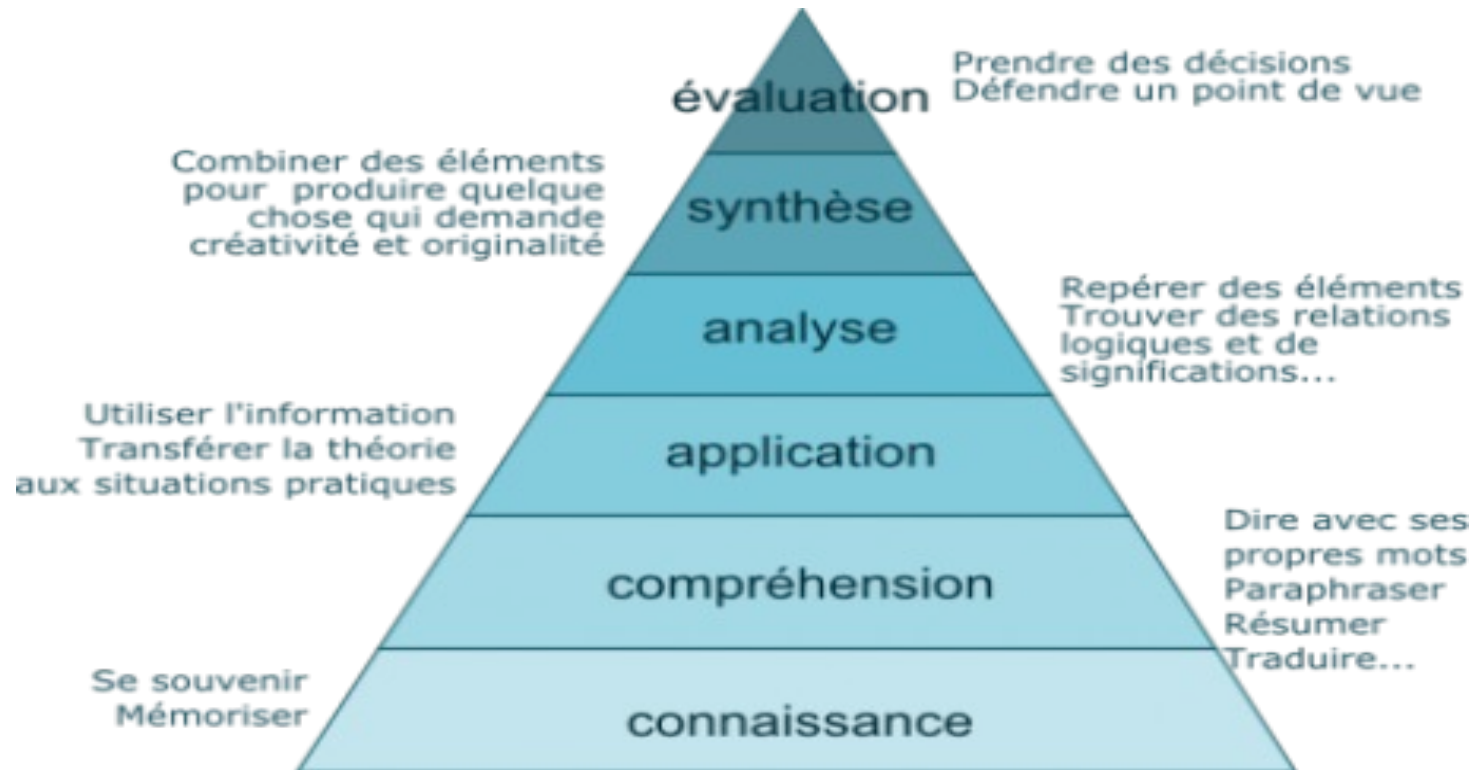 évaluation
Prendre des décisions
Défendre un point de vue
Combiner des éléments
pour produire quelque
chose qui demande
créativité et originalité
synthèse
analyse
Repérer des éléments
Trouver des relations
logiques et de
significations...
Utiliser l'information
Transférer la théorie
aux situations pratiques
application
compréhension
Dire avec ses
propres mots
Paraphraser
Résumer
Traduire...
Se souvenir
Mémoriser
connaissance